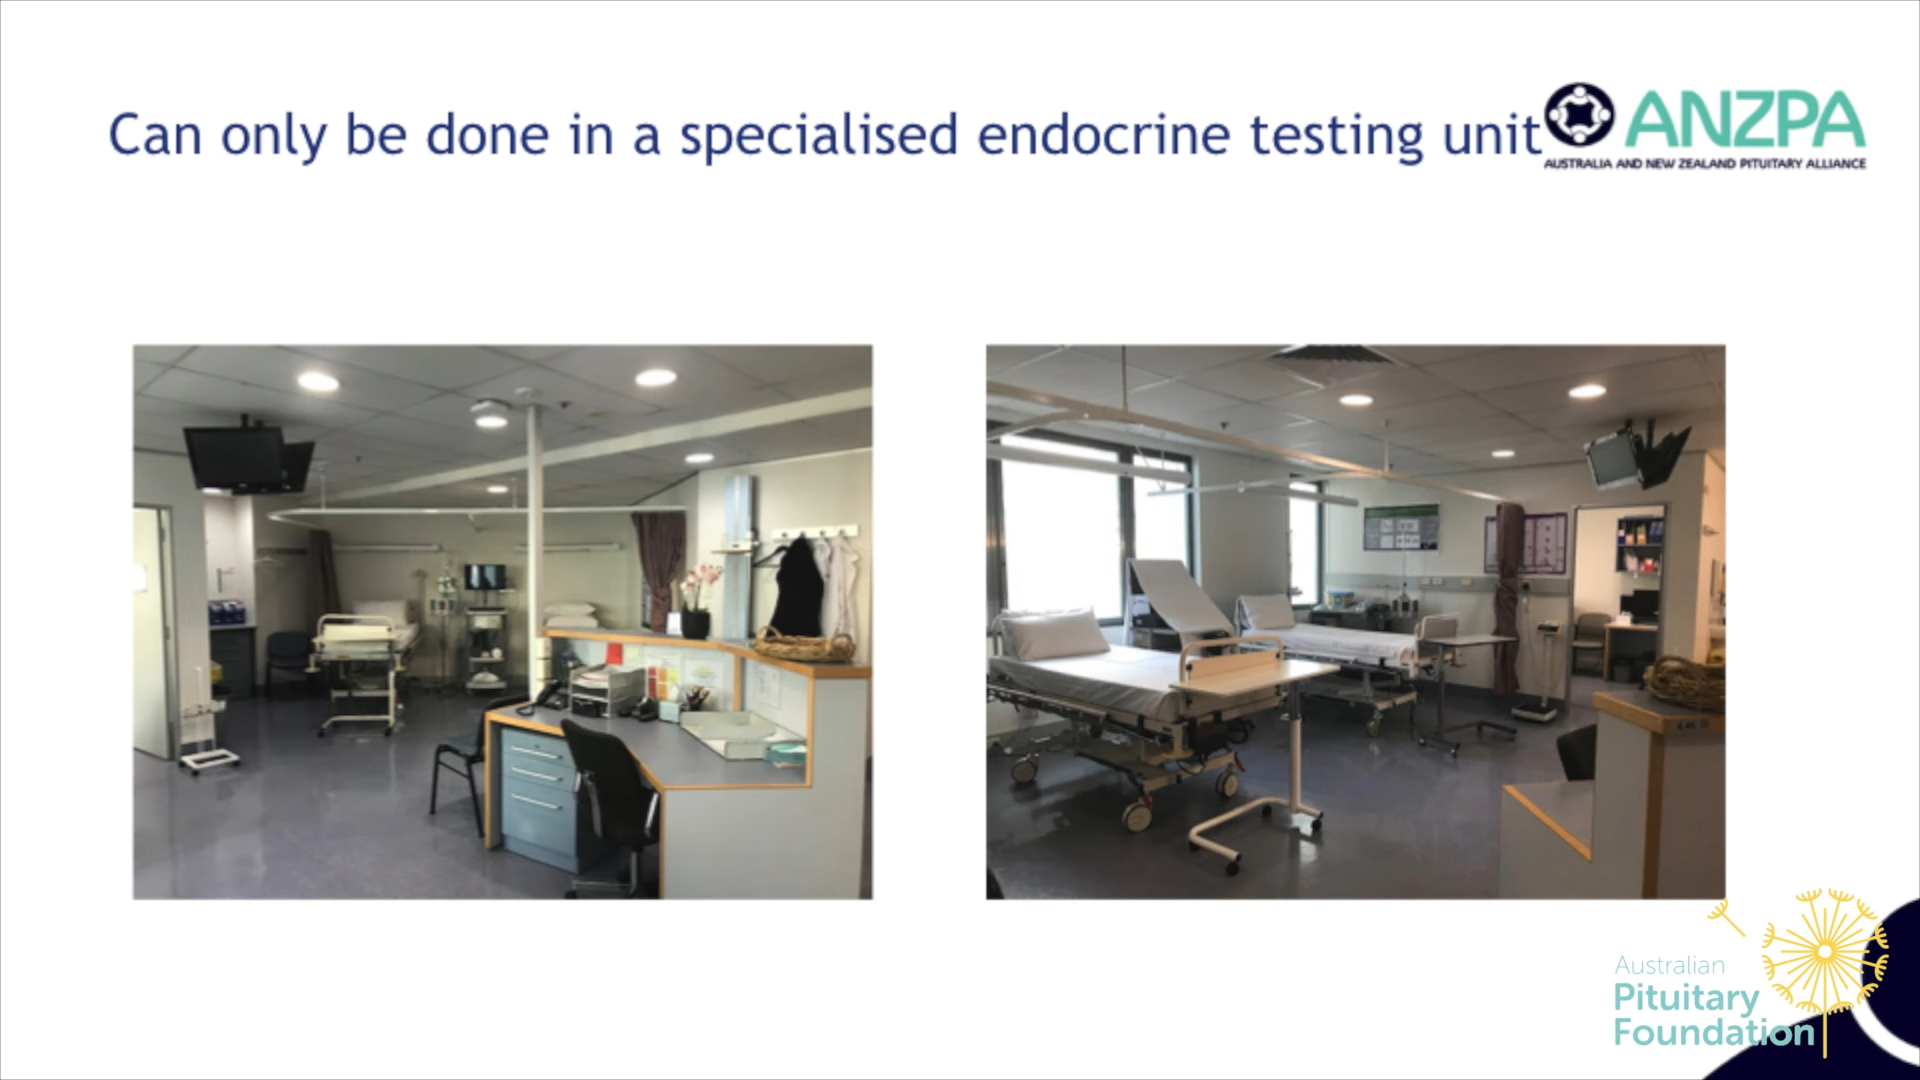 Can only be done in a specialised endocrine testing unit
ANZPA
AUSTRALIA AND NEW ZEALAND PITUITARY ALLIANCE
Australian
Pituitary
Foundation